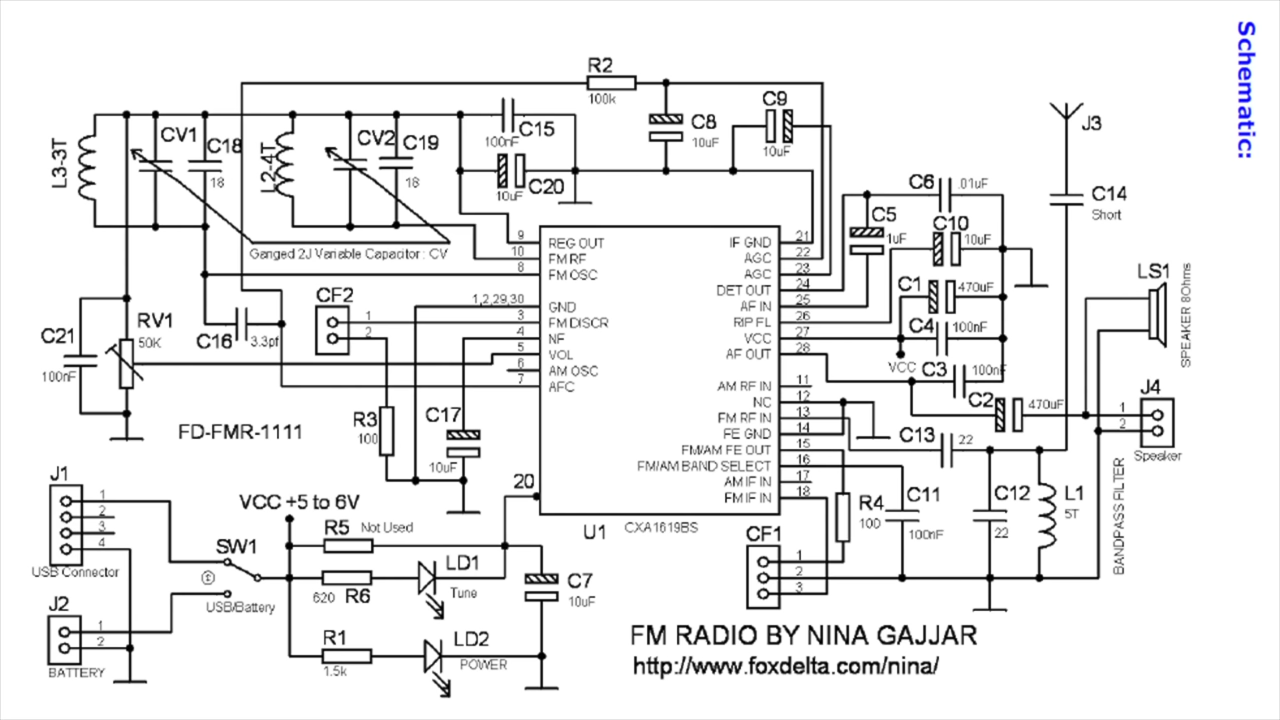 Schematic:
R2
100k
C9
10uF
C8
10uF
J3
C15
100nF
CV1
C18
18
L3-3T
L2-4T
CV2
C19
18
C20
10uF
C6
.01uF
C5
1uF
C10
10uF
C14
Short
Ganged 2J Variable Capacitor : CV
9
REG OUT
10
FM RF
8
FM OSC
1,2,29,30
GND
3
FM DISCR
4
NF
5
VOL
6
AM OSC
7
AFC
IF GND
21
AGC
22
AGC
23
DET OUT
24
AF IN
25
RIP FL
26
VCC
27
AF OUT
28
AM RF IN
11
NC
12
FM RF IN
13
FE GND
14
FM/AM FE OUT
15
FM/AM BAND SELECT
16
AM IF IN
17
FM IF IN
18
20
U1
CXA1619BS
C1
470uF
C4
100nF
VCC
C3
100nF
C2
470uF
LS1
SPEAKER 8Ohms
J4
1
2
Speaker
CF2
1
2
C21
100nF
RV1
50K
C16
3.3pf
R3
100
C17
10uF
FD-FMR-1111
C13
22
C12
22
L1
5T
BANDPASS FILTER
R4
100
C11
100nF
CF1
1
2
3
J1
1
2
3
4
USB Connector
SW1
USB/Battery
J2
1
2
BATTERY
VCC +5 to 6V
R5
Not Used
620
R6
LD1
Tune
C7
10uF
R1
1.5k
LD2
POWER
FM RADIO BY NINA GAJJAR
http://www.foxdelta.com/nina/